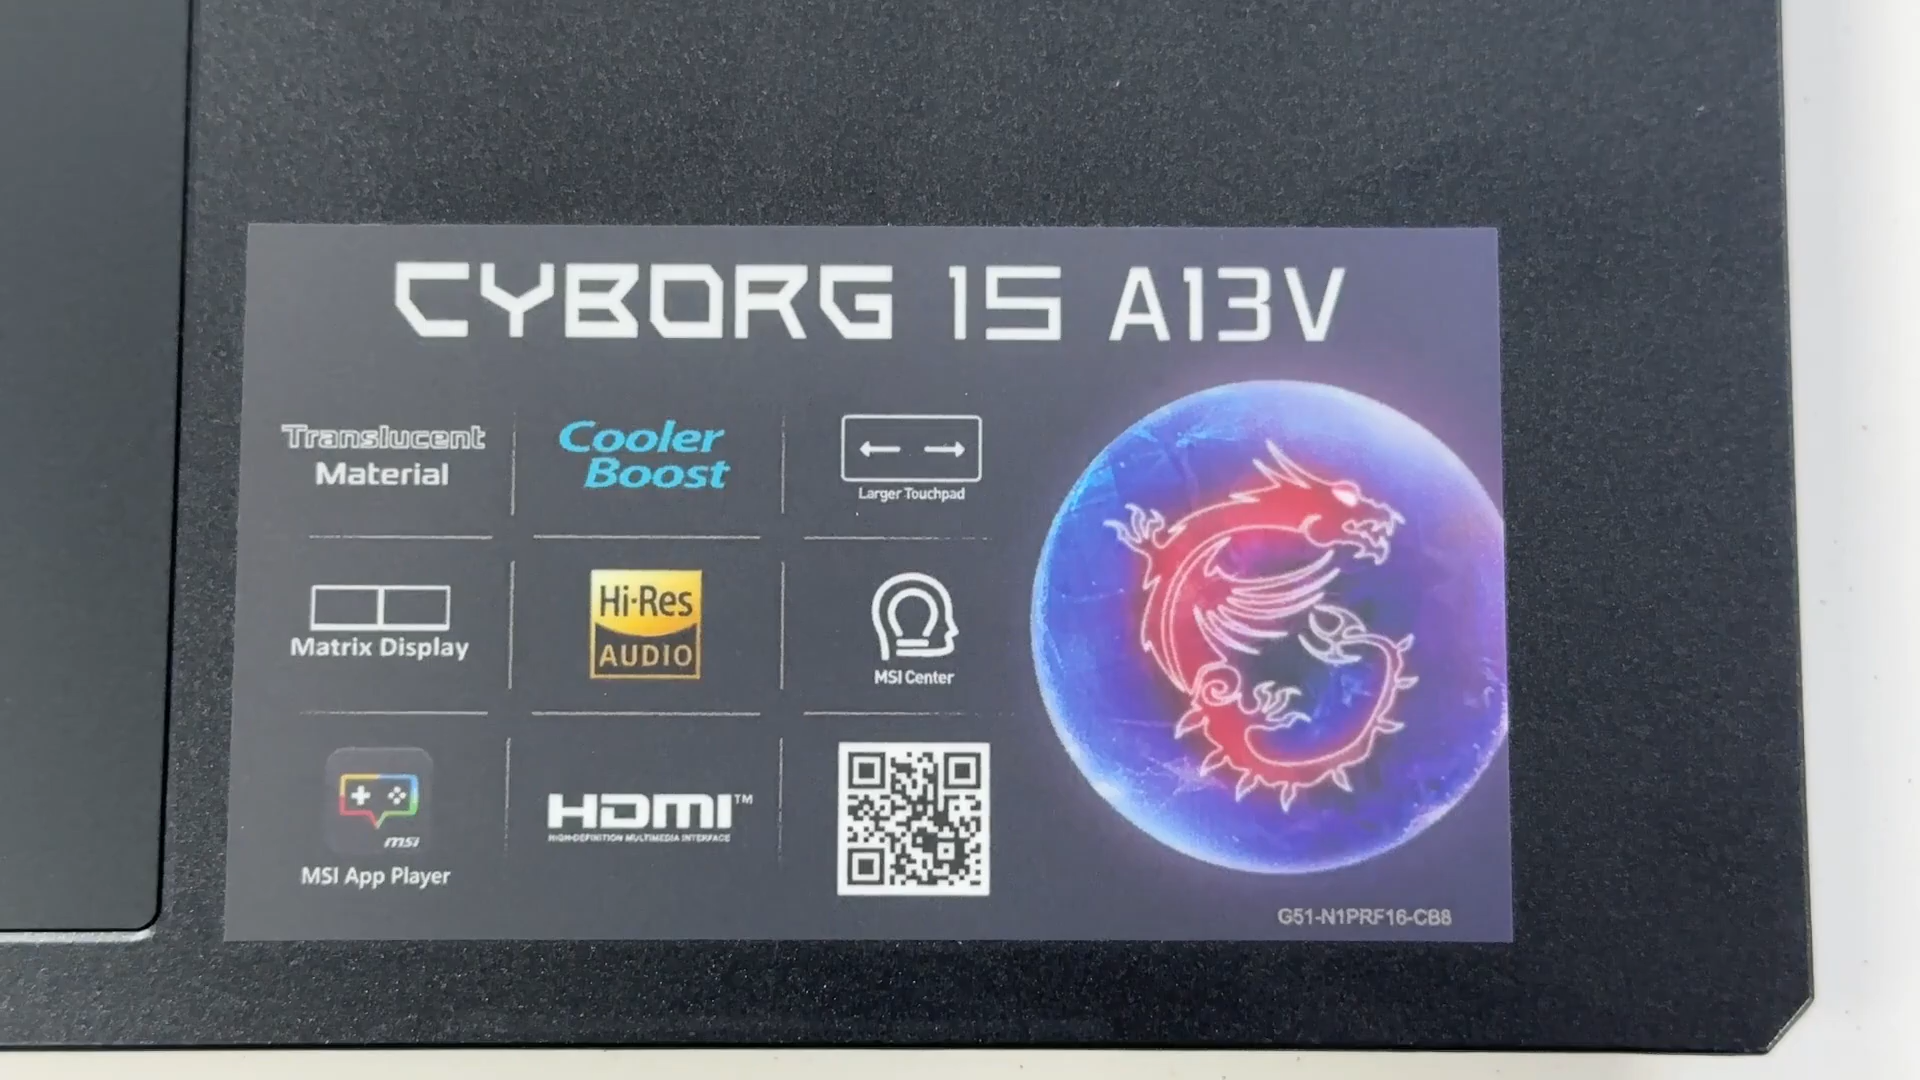 CYBORG 15 A13V
Translucent
Material
Cooler
Boost
Larger Touchpad
Matrix Display
Hi-Res
AUDIO
MSI Center
msi
MSI App Player
HDMI™
HIGH-DEFINITION MULTIMEDIA INTERFACE
G51-N1PRF16-CB8